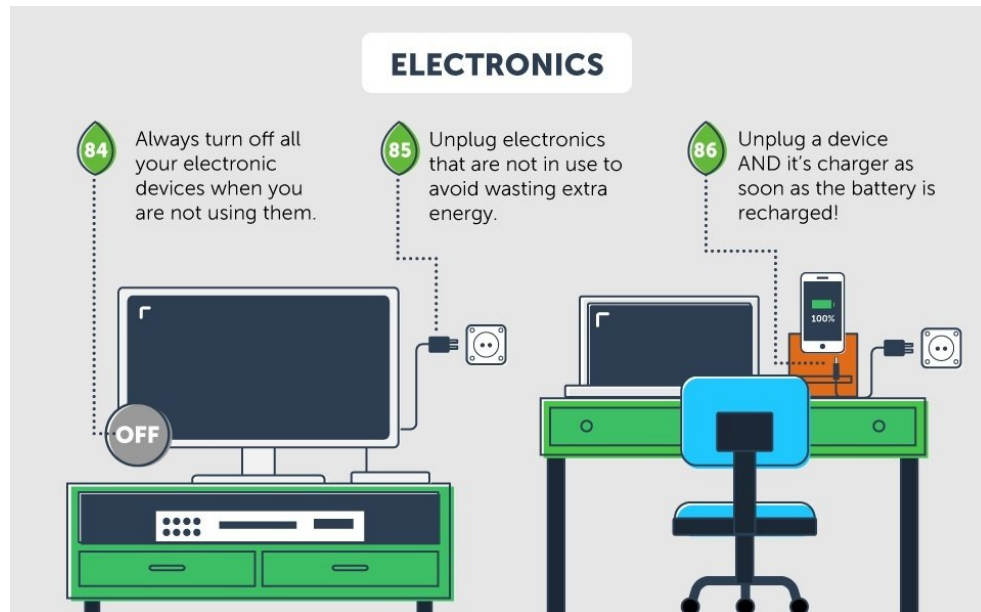 ELECTRONICS
84
Always turn off all
your electronic
devices when you
are not using them.
85
Unplug electronics
that are not in use to
avoid wasting extra
energy.
86
Unplug a device
AND it's charger as
soon as the battery is
recharged!
100%
OFF